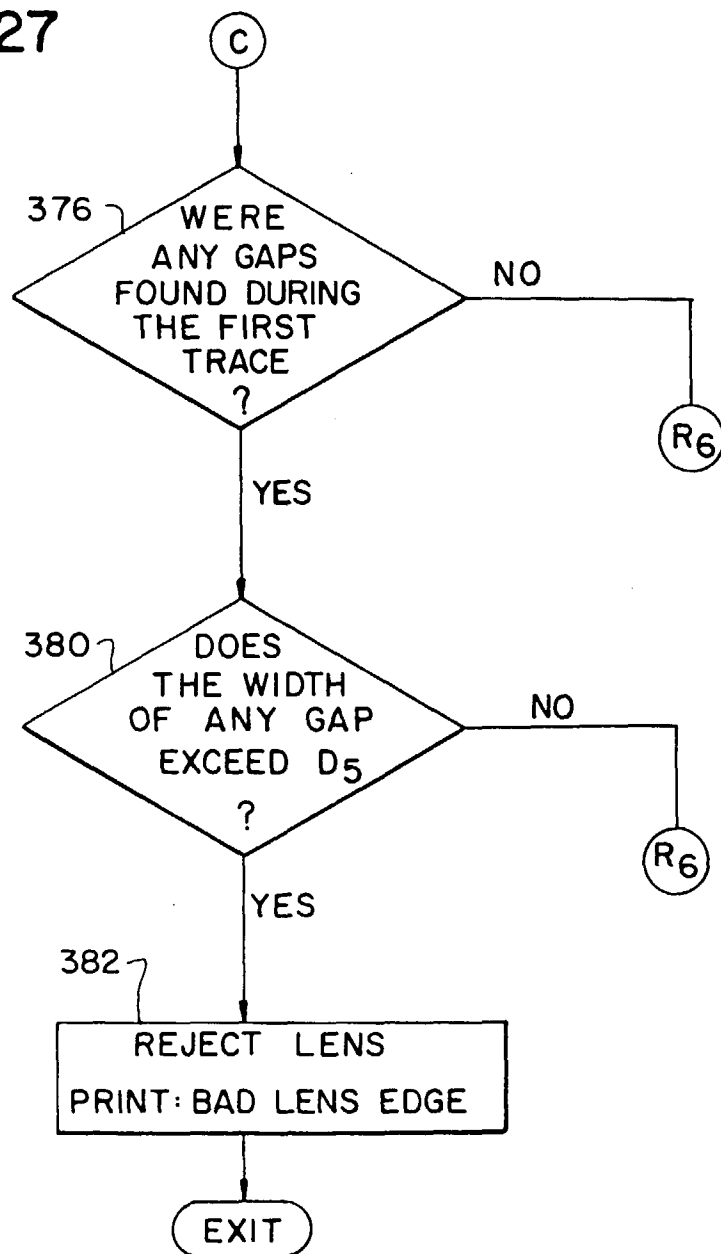 27
C
376
WERE
ANY GAPS
FOUND DURING
THE FIRST
TRACE
?
NO
R6
YES
380
DOES
THE WIDTH
OF ANY GAP
EXCEED D5
?
NO
R6
YES
382
REJECT LENS
PRINT: BAD LENS EDGE
EXIT